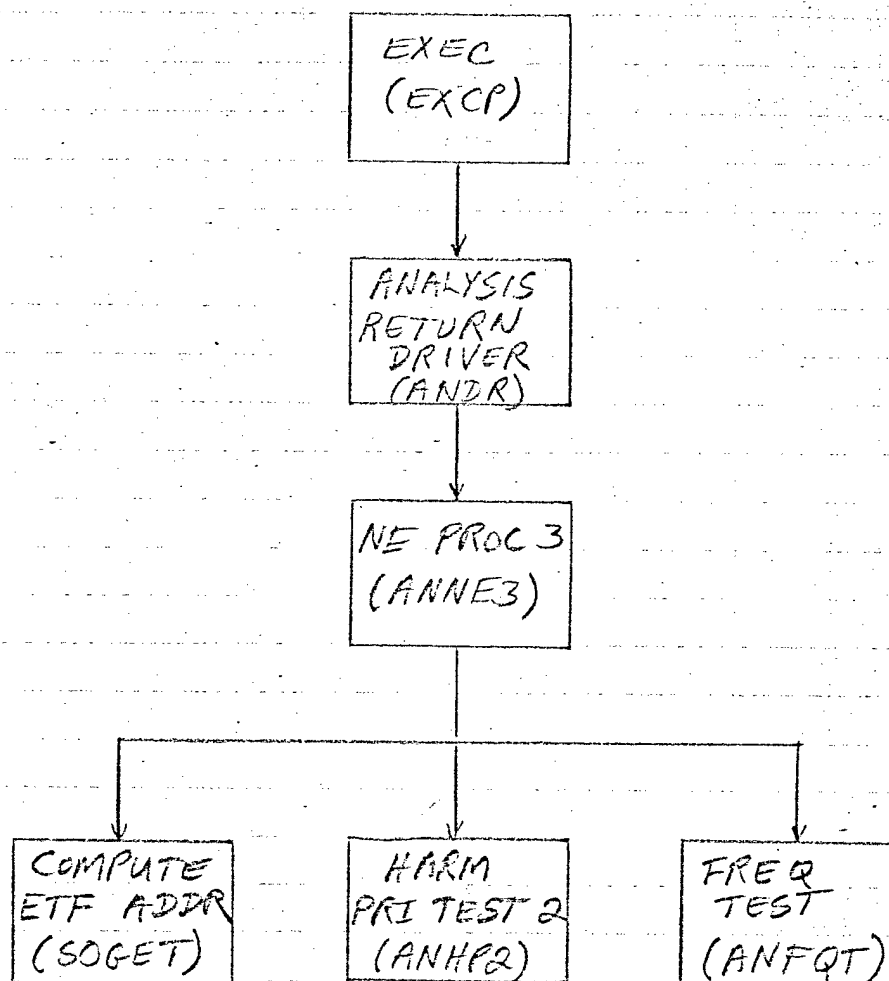 EXEC
(EXCP)
ANALYSIS
RETURN
DRIVER
(ANDR)
NE PROC 3
(ANNE3)
COMPUTE
ETF ADDR
(SOGET)
HARM
PRI TEST 2
(ANHP2)
FREQ
TEST
(ANFQT)